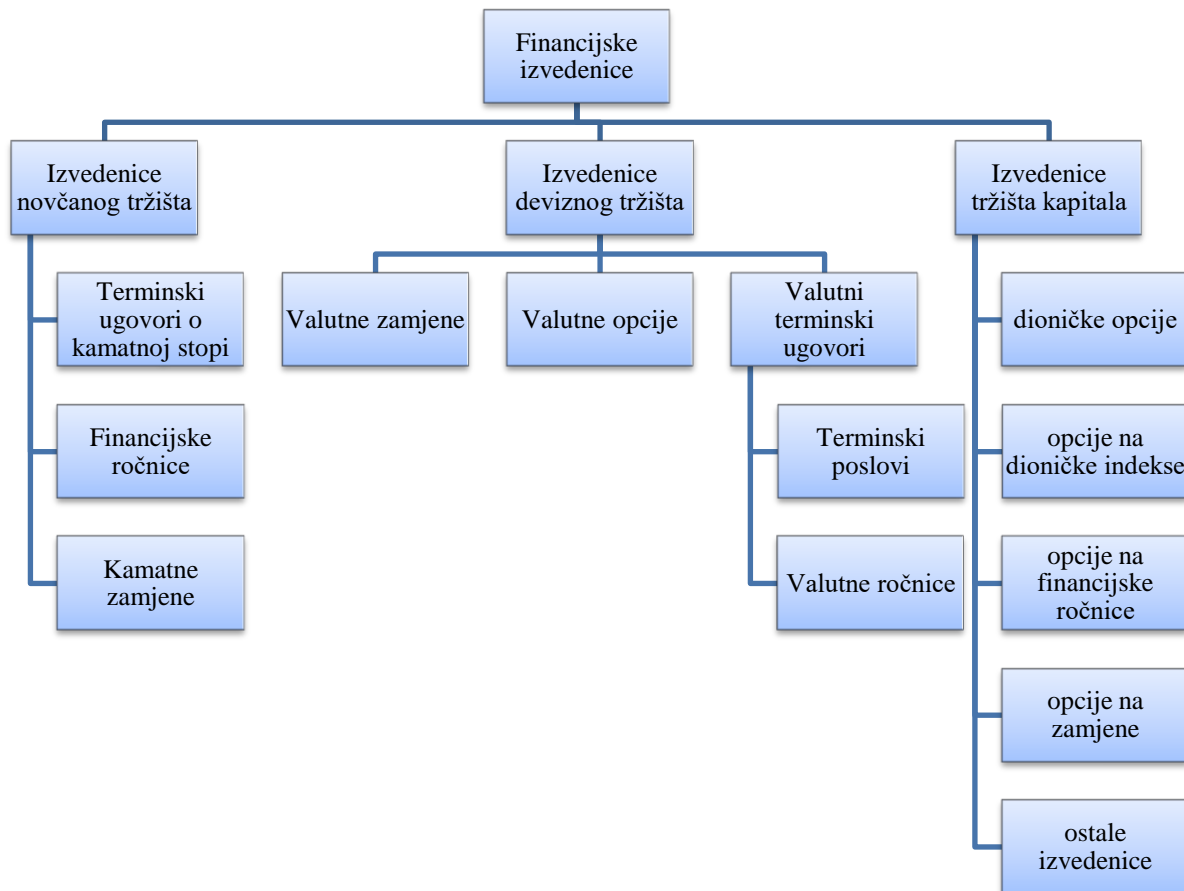 Financijske
izvedenice
Izvedenice
novčanog tržišta
Izvedenice
deviznog tržišta
Izvedenice
tržišta kapitala
Terminski
ugovori o
kamatnoj stopi
Valutne zamjene
Valutne opcije
Valutni
terminski
ugovori
dioničke opcije
Financijske
ročnice
Terminski
poslovi
opcije na
dioničke indekse
Kamatne
zamjene
Valutne ročnice
opcije na
financijske
ročnice
opcije na
zamjene
ostale
izvedenice